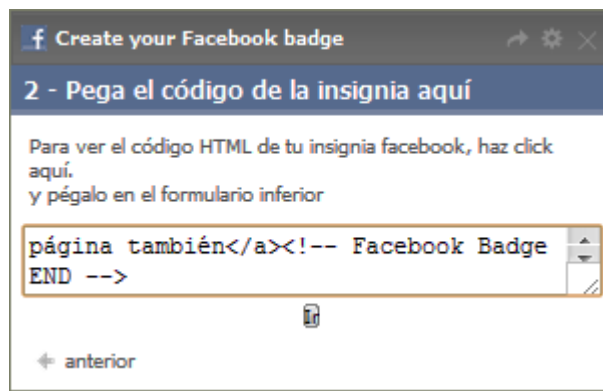 Create your Facebook badge
2 - Pega el código de la insignia aquí
Para ver el código HTML de tu insignia facebook, haz click
aquí.
y pégalo en el formulario inferior
página también</a><!-- Facebook Badge
END -->
Ir
anterior